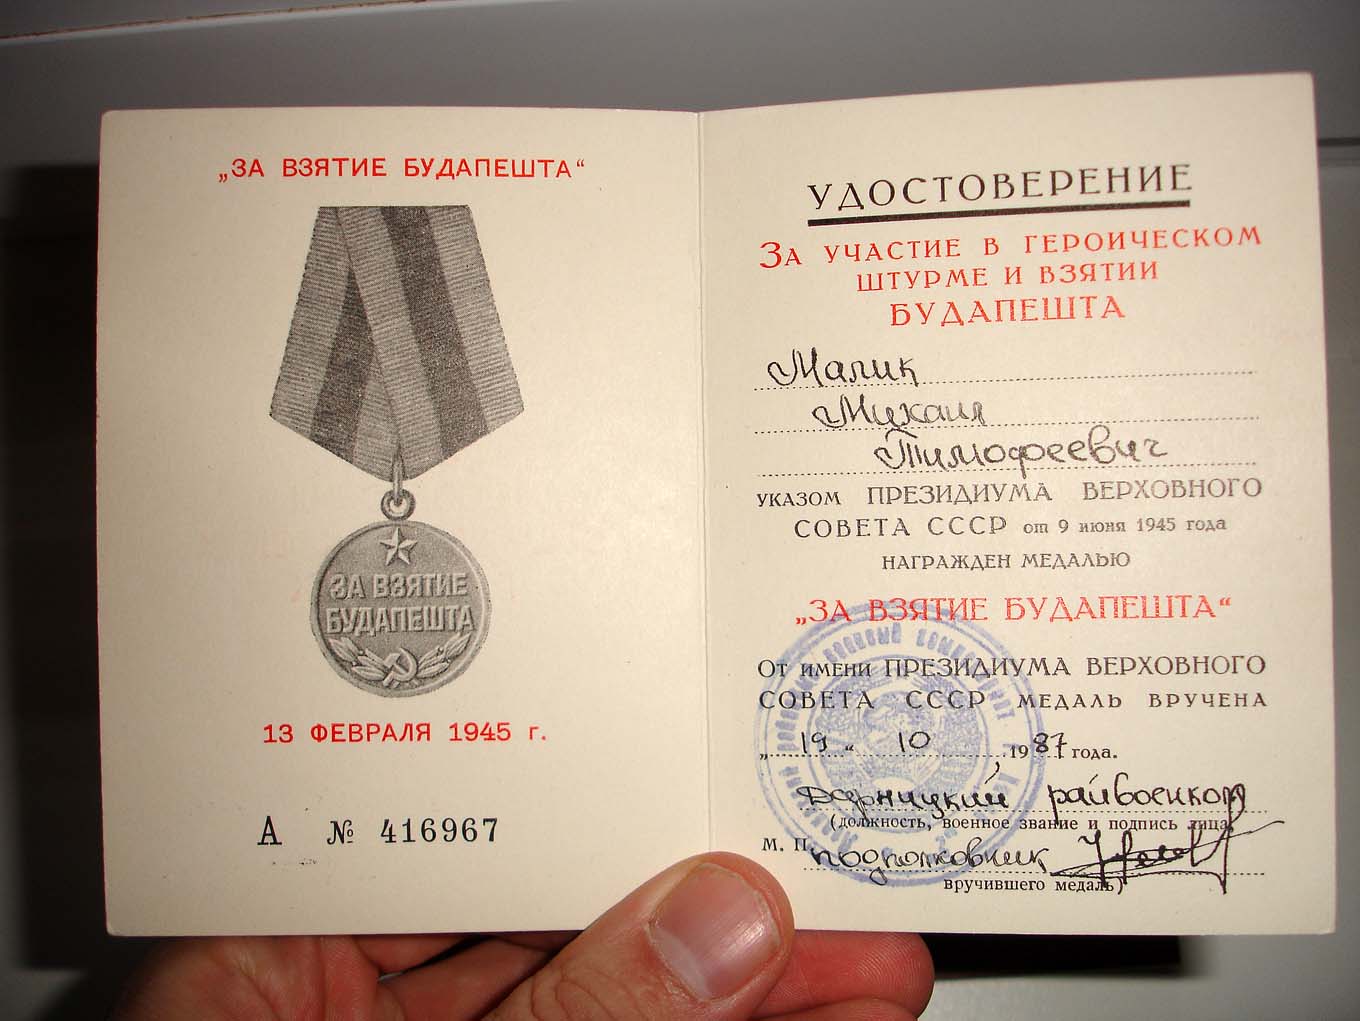 „ЗА ВЗЯТИЕ БУДАПЕШТА“
ЗА ВЗЯТИЕ
БУДАПЕШТА
13 ФЕВРАЛЯ 1945 г.
А № 416967
УДОСТОВЕРЕНИЕ
ЗА УЧАСТИЕ В ГЕРОИЧЕСКОМ
ШТУРМЕ И ВЗЯТИИ
БУДАПЕШТА
Малик
Михаил
Тимофеевич
УКАЗОМ ПРЕЗИДИУМА ВЕРХОВНОГО
СОВЕТА СССР от 9 июня 1945 года
НАГРАЖДЕН МЕДАЛЬЮ
„ЗА ВЗЯТИЕ БУДАПЕШТА“
ОТ ИМЕНИ ПРЕЗИДИУМА ВЕРХОВНОГО
СОВЕТА СССР МЕДАЛЬ ВРУЧЕНА
„19“ 10 1987 года.
Дарницкий райвоенком
(должность, военное звание и подпись лица,
М. П. подполковник
вручившего медаль)
военный комиссариат